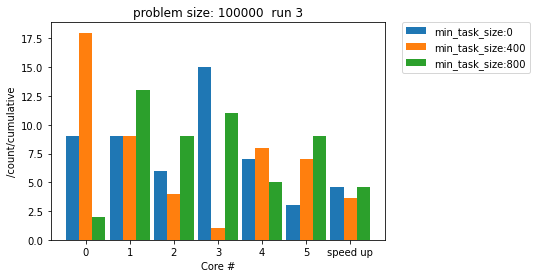 problem size: 100000  run 3
min_task_size:0
min_task_size:400
min_task_size:800
/count/cumulative
17.5
15.0
12.5
10.0
7.5
5.0
2.5
0.0
0 1 2 3 4 5 speed up
Core #